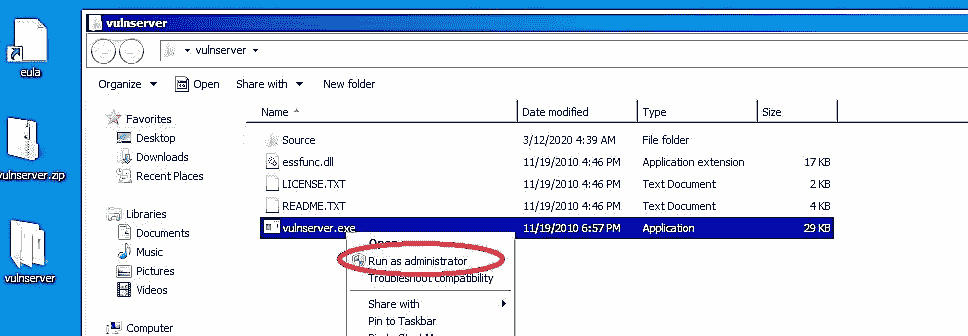 vulnserver
vulnserver
Organize Open Share with New folder
Name Date modified Type Size
Favorites
Desktop
Downloads
Recent Places
Libraries
Documents
Music
Pictures
Videos
Computer
Source 3/12/2020 4:39 AM File folder
essfunc.dll 11/19/2010 4:46 PM Application extension 17 KB
LICENSE.TXT 11/19/2010 4:46 PM Text Document 2 KB
README.TXT 11/19/2010 4:46 PM Text Document 4 KB
vulnserver.exe 11/19/2010 6:57 PM Application 29 KB
Open
Run as administrator
Troubleshoot compatibility
Share with
Pin to Taskbar
eula
vulnserver.zip
vulnserver